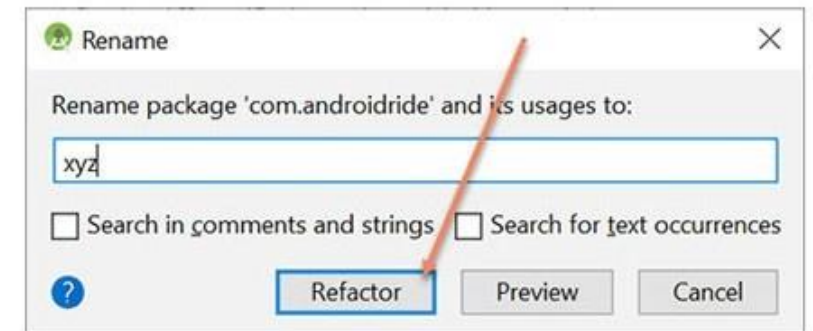 Rename
Rename package 'com.androidride' and its usages to:
xyz
Search in comments and strings Search for text occurrences
? Refactor Preview Cancel